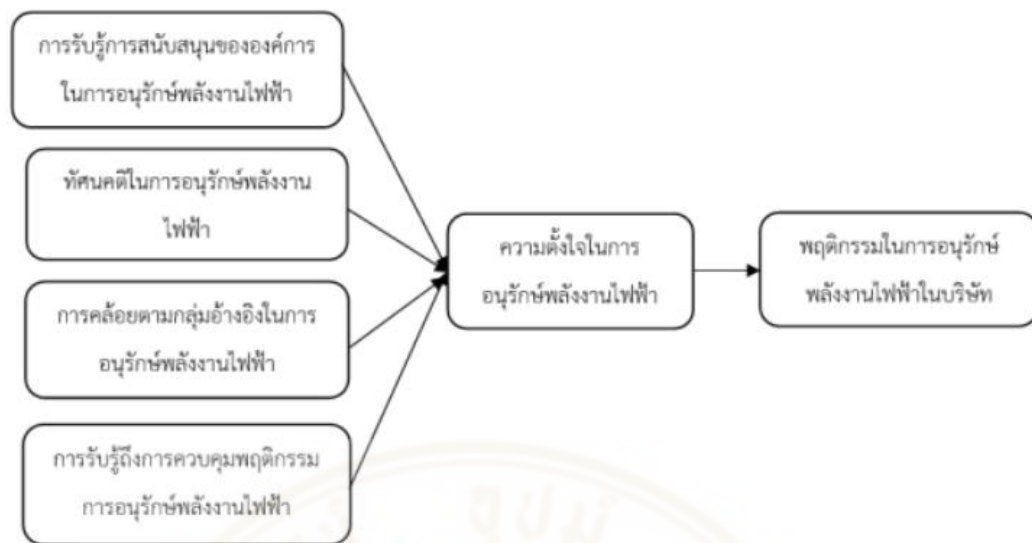 การรับรู้การสนับสนุนขององค์การ
ในการอนุรักษ์พลังงานไฟฟ้า
ทัศนคติในการอนุรักษ์พลังงาน
ไฟฟ้า
การคล้อยตามกลุ่มอ้างอิงในการ
อนุรักษ์พลังงานไฟฟ้า
การรับรู้ถึงการควบคุมพฤติกรรม
การอนุรักษ์พลังงานไฟฟ้า
ความตั้งใจในการ
อนุรักษ์พลังงานไฟฟ้า
พฤติกรรมในการอนุรักษ์
พลังงานไฟฟ้าในบริษัท